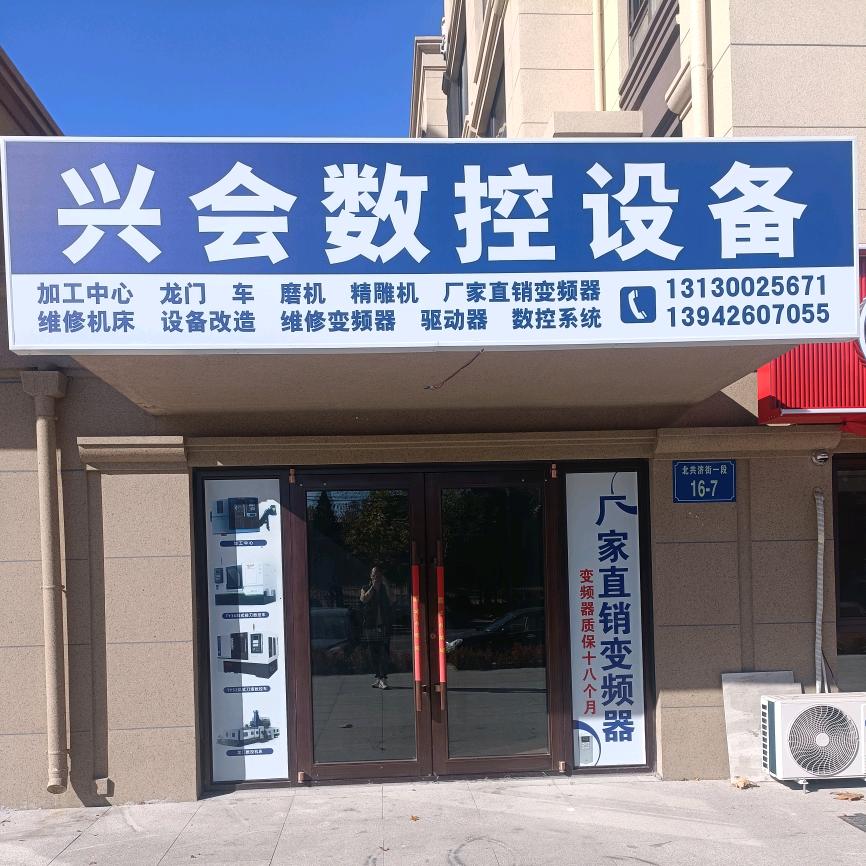 兴会数控设备
加工中心 龙门 车 磨机 精雕机 厂家直销变频器
维修机床 设备改造 维修变频器 驱动器 数控系统
13130025671
13942607055
北共济街一段
16-7
加工中心
厂家直销变频器
变频器质保十八个月